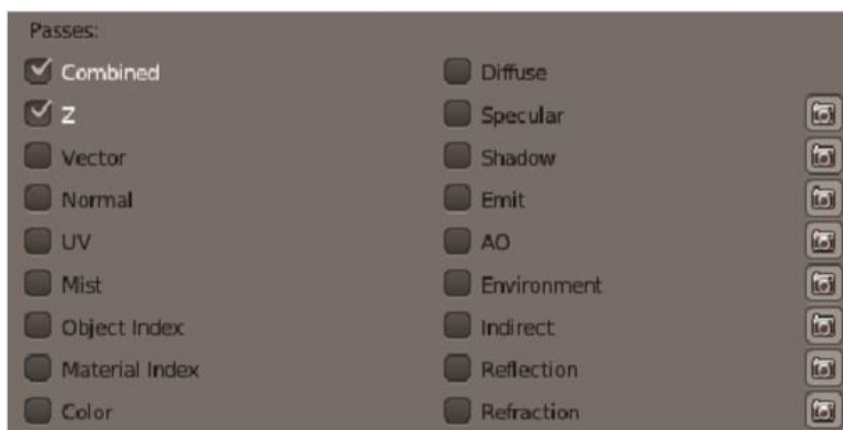 Passes:
Combined
Z
Vector
Normal
UV
Mist
Object Index
Material Index
Color
Diffuse
Specular
Shadow
Emit
AO
Environment
Indirect
Reflection
Refraction